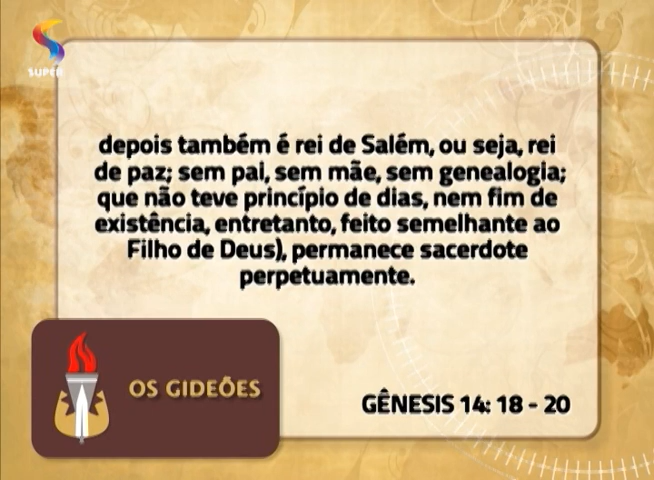 SUPER
depois também é rei de Salém, ou seja, rei
de paz; sem pai, sem mãe, sem genealogia;
que não teve princípio de dias, nem fim de
existência, entretanto, feito semelhante ao
Filho de Deus), permanece sacerdote
perpetuamente.
OS GIDEÕES
GÊNESIS 14: 18 - 20